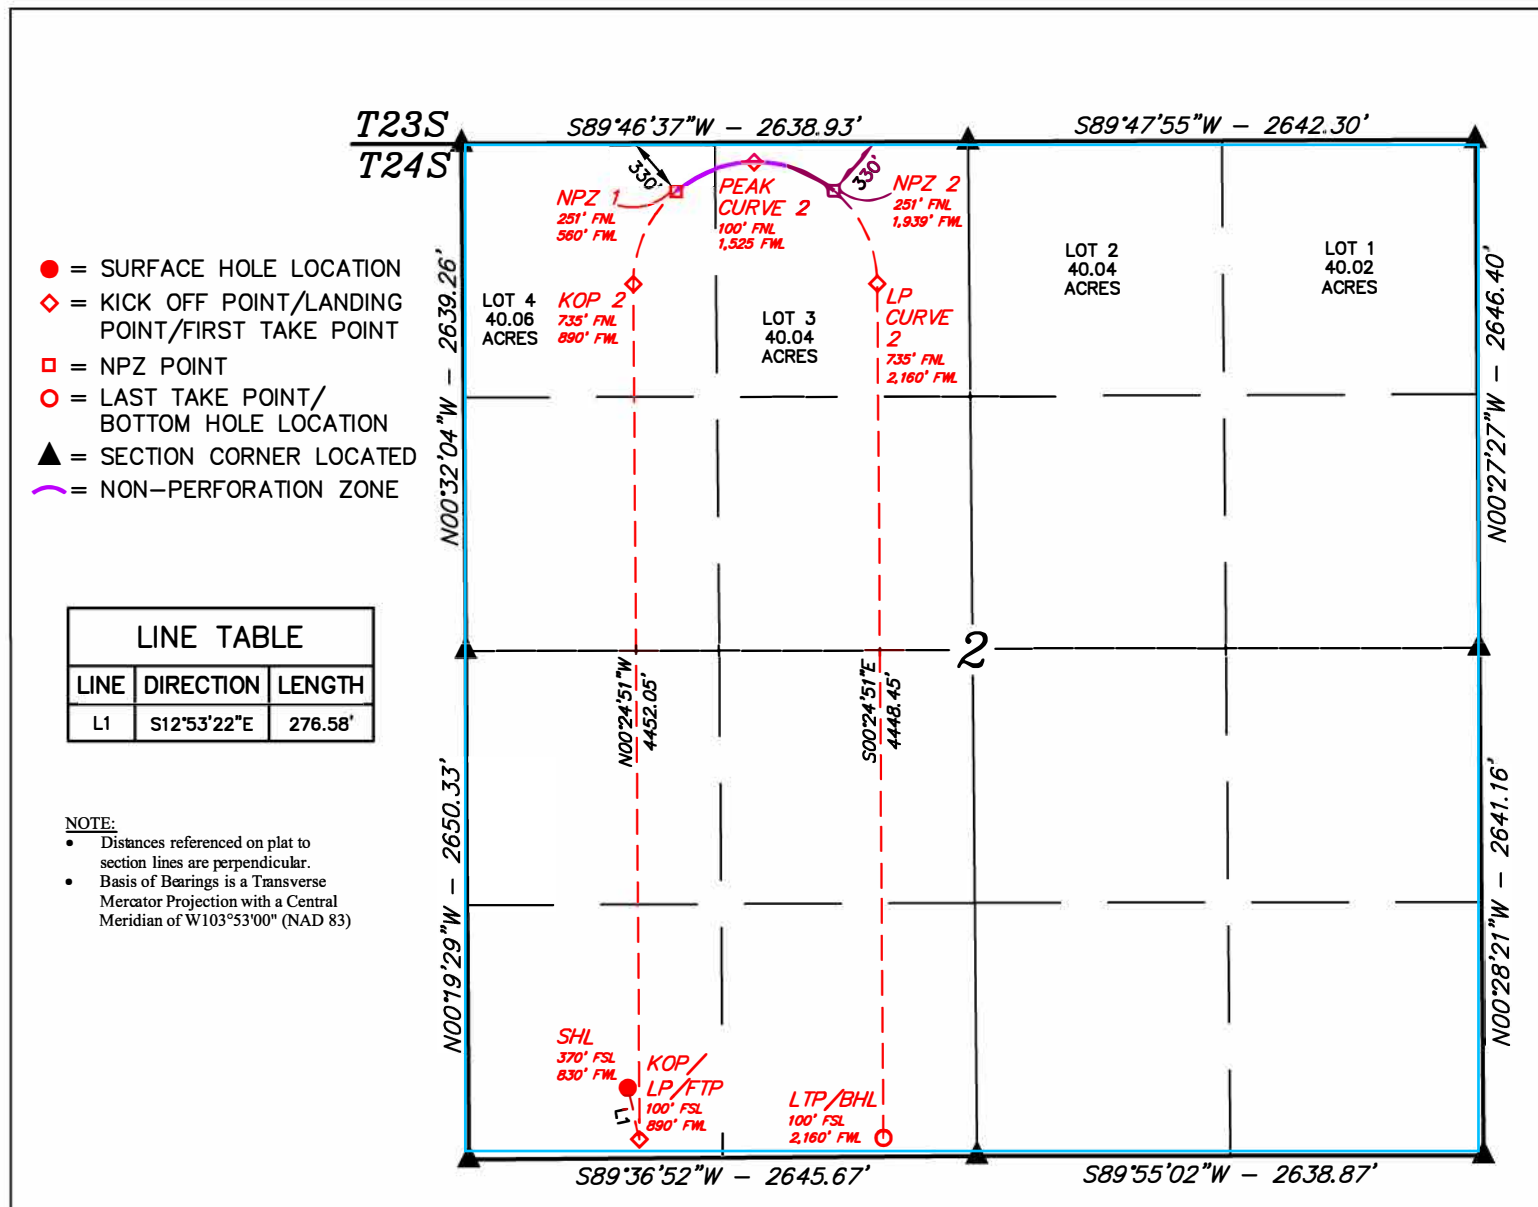 T23S
T24S
S89°46'37"W – 2638.93'
S89°47'55"W – 2642.30'
330'
330'
NPZ 1
251' FNL
560' FWL
PEAK
CURVE 2
100' FNL
1,525 FWL
NPZ 2
251' FNL
1,939' FWL
LOT 4
40.06
ACRES
KOP 2
735' FNL
890' FWL
LOT 3
40.04
ACRES
LP
CURVE
2
735' FNL
2,160' FWL
LOT 2
40.04
ACRES
LOT 1
40.02
ACRES
= SURFACE HOLE LOCATION
= KICK OFF POINT/LANDING
POINT/FIRST TAKE POINT
= NPZ POINT
= LAST TAKE POINT/
BOTTOM HOLE LOCATION
= SECTION CORNER LOCATED
= NON-PERFORATION ZONE
N00°32'04"W – 2639.26'
N00°27'27"W – 2646.40'
LINE TABLE
LINE DIRECTION LENGTH
L1 S12°53'22"E 276.58'
2
N00°24'51"W
4452.05'
S00°24'51"E
4448.45'
N00°19'29"W – 2650.33'
N00°28'21"W – 2641.16'
NOTE:
• Distances referenced on plat to
section lines are perpendicular.
• Basis of Bearings is a Transverse
Mercator Projection with a Central
Meridian of W103°53'00" (NAD 83)
SHL
370' FSL
830' FWL
L1
KOP/
LP/FTP
100' FSL
890' FWL
LTP/BHL
100' FSL
2,160' FWL
S89°36'52"W – 2645.67'
S89°55'02"W – 2638.87'